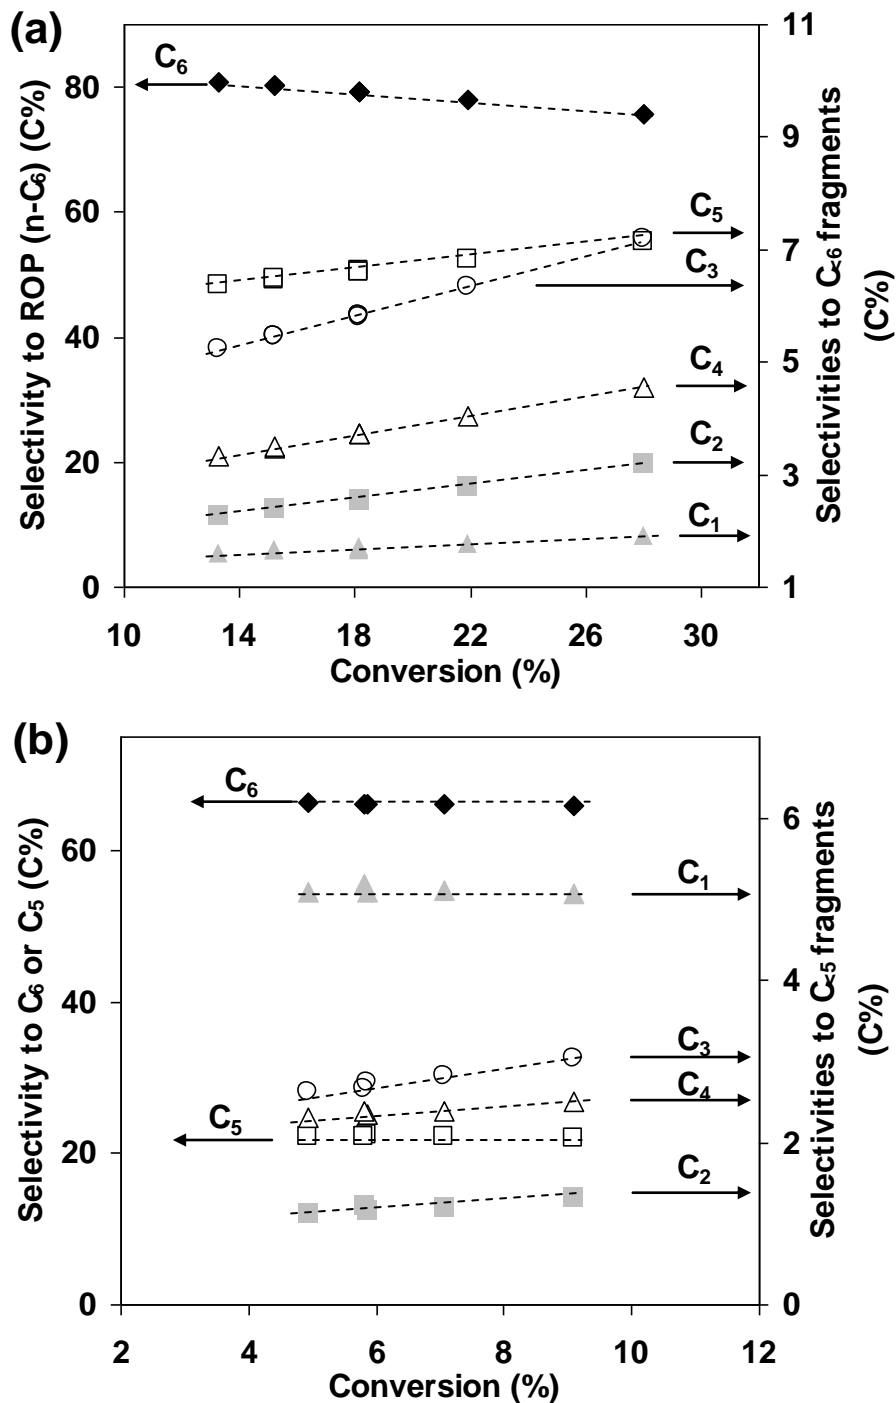 (a)
Selectivity to ROP (n-C6) (C%)
80
60
40
20
0
C6
C5
C3
C4
C2
C1
11
9
7
5
3
1
Selectivities to C<6 fragments
(C%)
10 14 18 22 26 30
Conversion (%)
(b)
Selectivity to C6 or C5 (C%)
60
40
20
0
C6
C1
C3
C4
C5
C2
6
4
2
0
Selectivities to C<5 fragments
(C%)
2 4 6 8 10 12
Conversion (%)